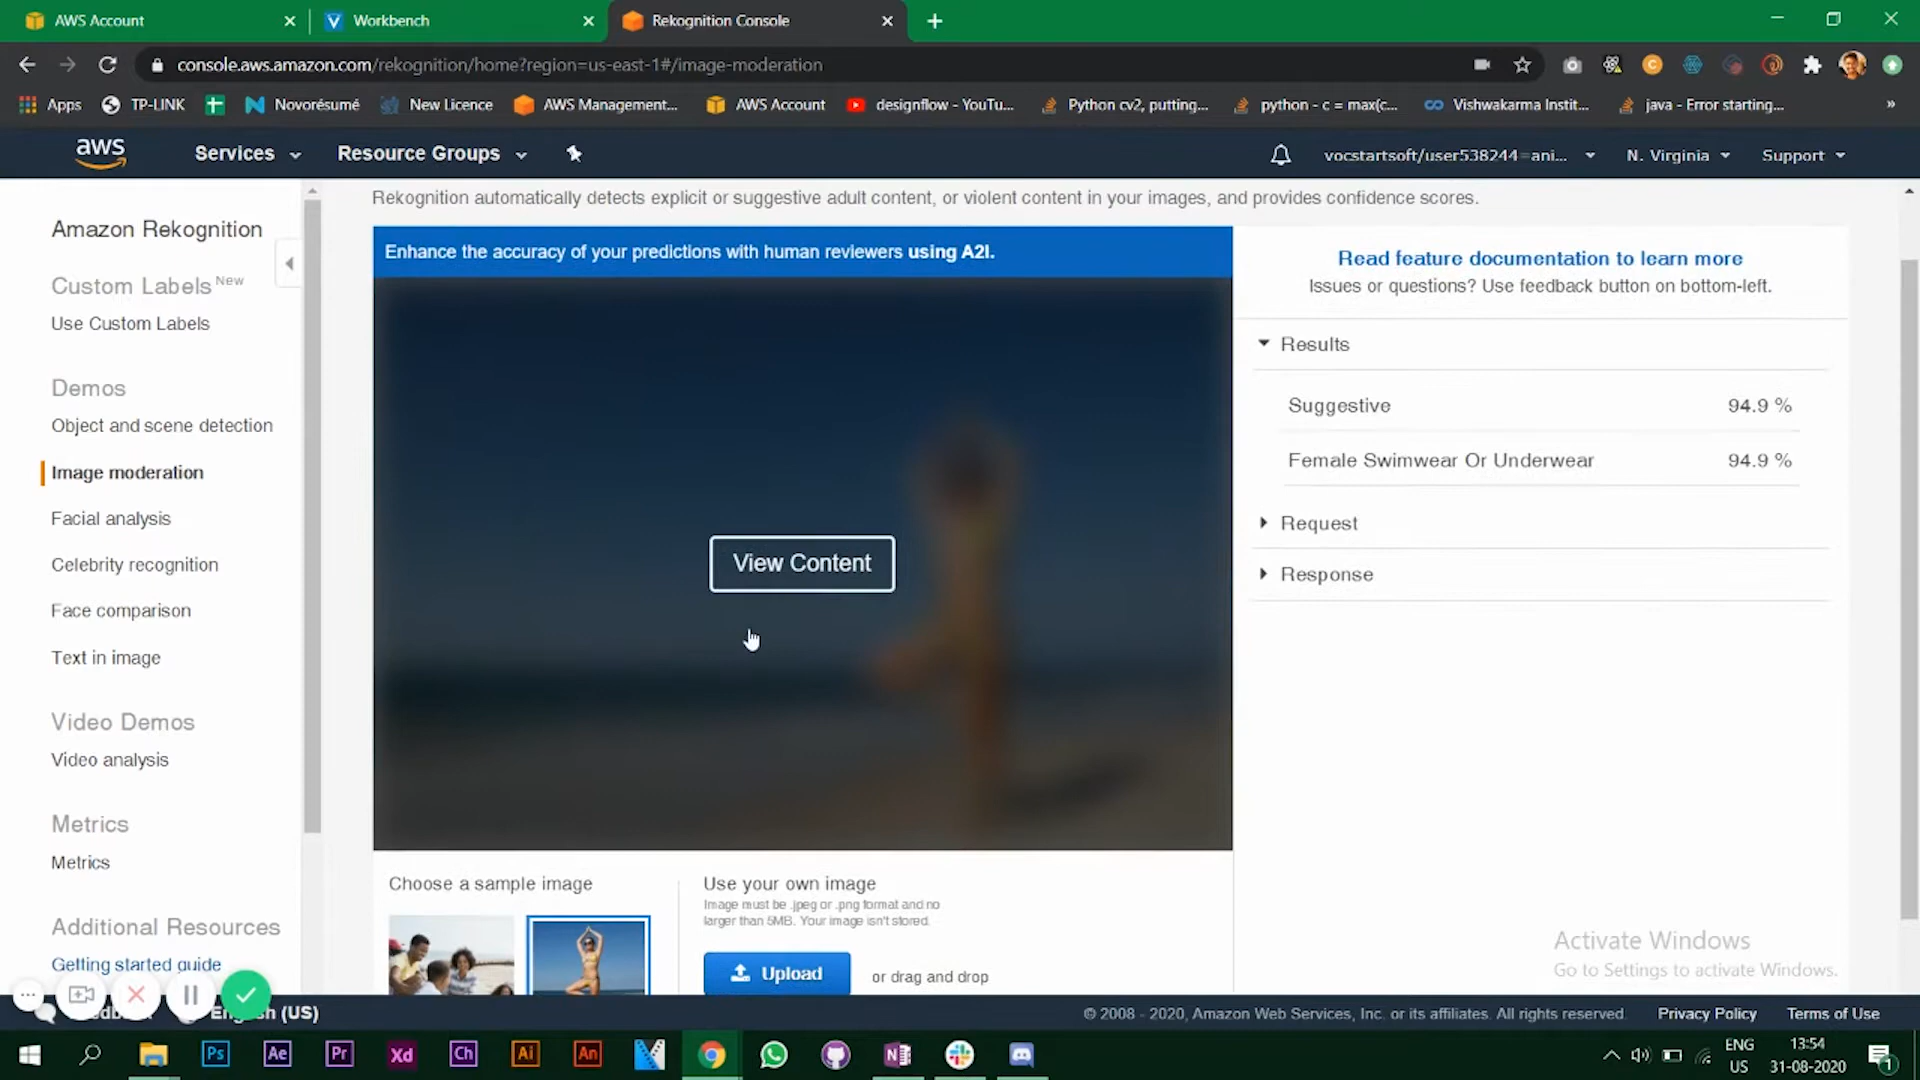 AWS Account
Workbench
Rekognition Console
console.aws.amazon.com/rekognition/home?region=us-east-1#/image-moderation
Apps
TP-LINK
Novorésumé
New Licence
AWS Management...
AWS Account
designflow - YouTu...
Python cv2, putting...
python - c = max(c...
Vishwakarma Instit...
java - Error starting...
»
aws
Services
Resource Groups
vocstartsoft/user538244=ani...
N. Virginia
Support
Rekognition automatically detects explicit or suggestive adult content, or violent content in your images, and provides confidence scores.
Amazon Rekognition
Custom Labels New
Use Custom Labels
Demos
Object and scene detection
Image moderation
Facial analysis
Celebrity recognition
Face comparison
Text in image
Video Demos
Video analysis
Metrics
Metrics
Additional Resources
Getting started guide
Enhance the accuracy of your predictions with human reviewers using A2I.
View Content
Choose a sample image
Use your own image
Image must be .jpeg or .png format and no
larger than 5MB. Your image isn't stored.
Upload
or drag and drop
Read feature documentation to learn more
Issues or questions? Use feedback button on bottom-left.
Results
Suggestive 94.9 %
Female Swimwear Or Underwear 94.9 %
Request
Response
Activate Windows
Go to Settings to activate Windows.
(US)
© 2008 - 2020, Amazon Web Services, Inc. or its affiliates. All rights reserved.
Privacy Policy
Terms of Use
Ps
Ae
Pr
Xd
Ch
Ai
An
N
ENG
US
13:54
31-08-2020
1